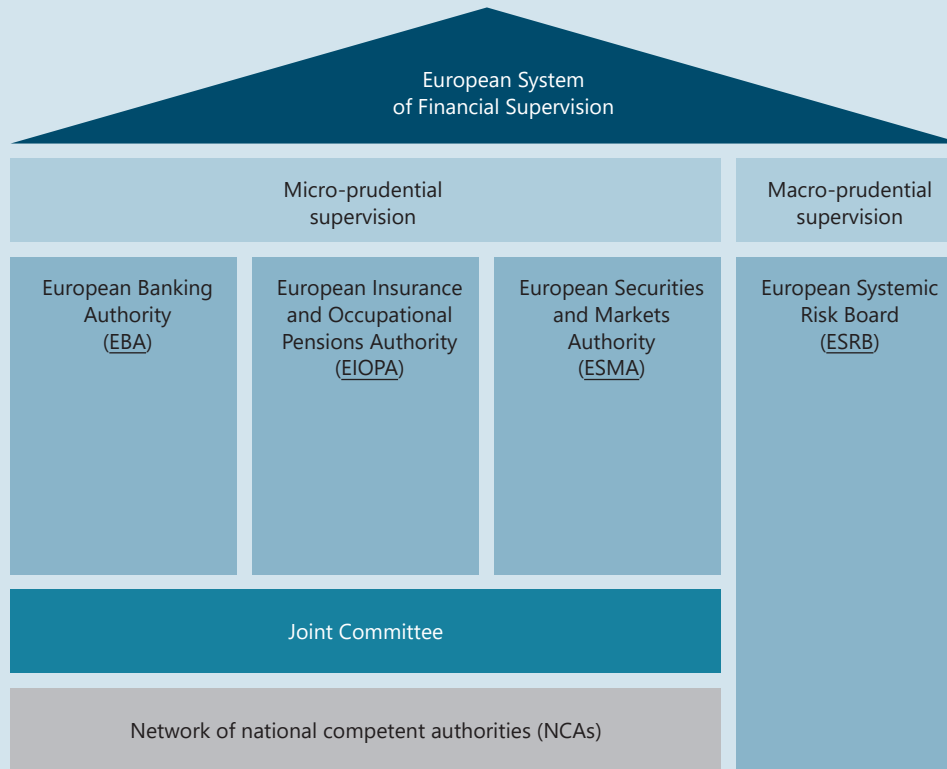 European System
of Financial Supervision
Micro-prudential
supervision
Macro-prudential
supervision
European Banking
Authority
(EBA)
European Insurance
and Occupational
Pensions Authority
(EIOPA)
European Securities
and Markets
Authority
(ESMA)
European Systemic
Risk Board
(ESRB)
Joint Committee
Network of national competent authorities (NCAs)